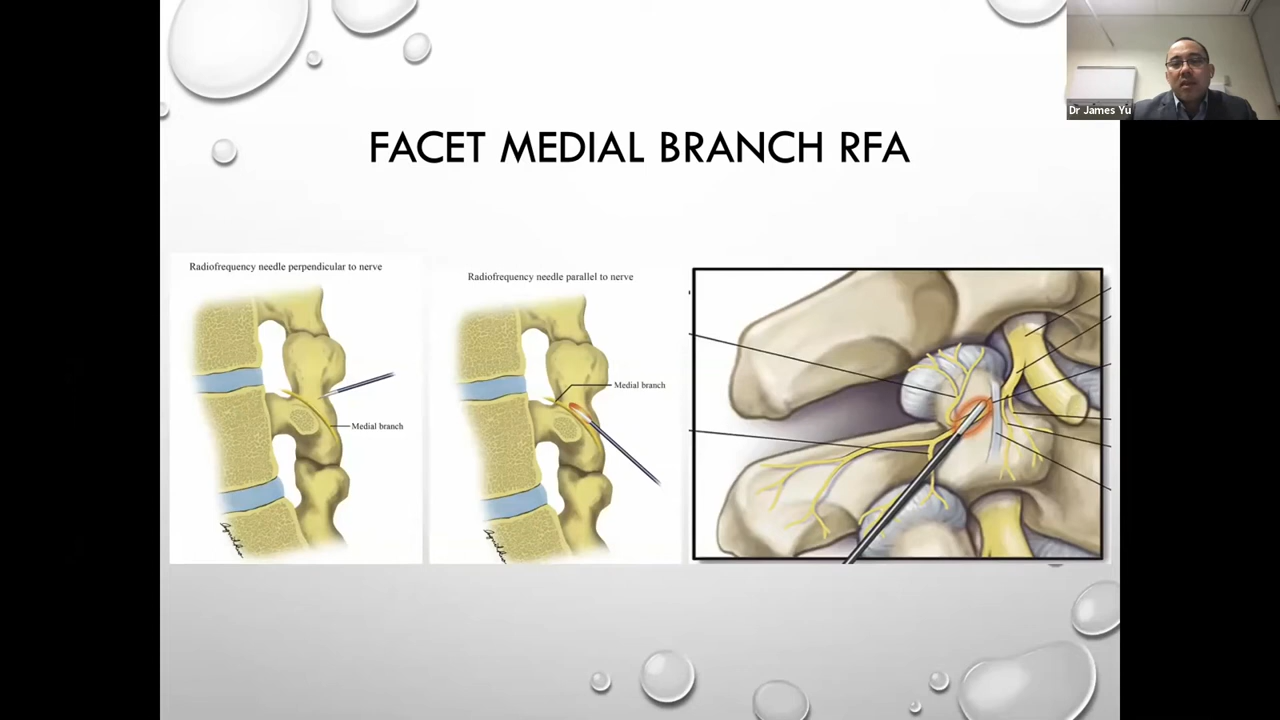 Dr James Yu
FACET MEDIAL BRANCH RFA
Radiofrequency needle perpendicular to nerve
Medial branch
Radiofrequency needle parallel to nerve
Medial branch